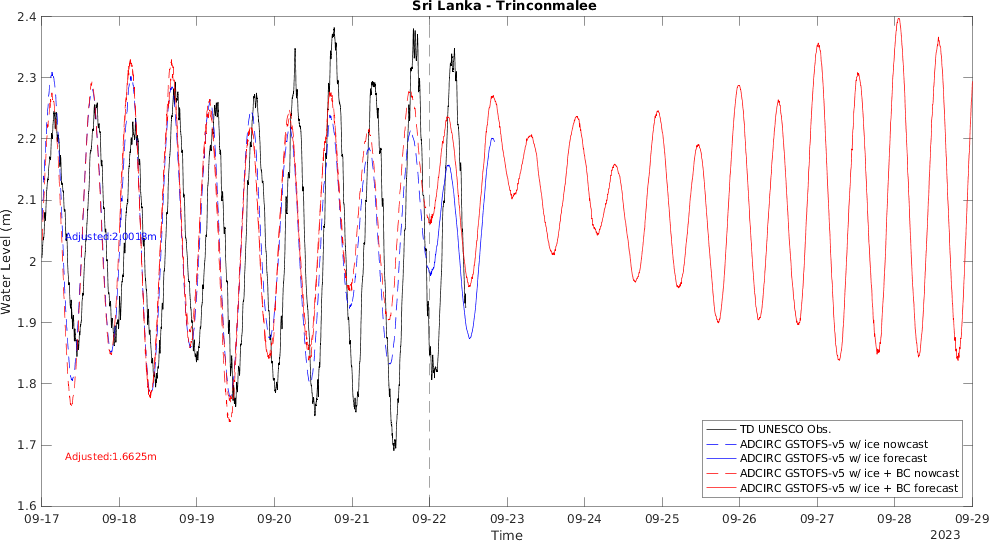 Sri Lanka - Trinconmalee
2.4
2.3
2.2
2.1
2
1.9
1.8
1.7
1.6
Water Level (m)
Adjusted:2.0018m
Adjusted:1.6625m
TD UNESCO Obs.
ADCIRC GSTOFS-v5 w/ ice nowcast
ADCIRC GSTOFS-v5 w/ ice forecast
ADCIRC GSTOFS-v5 w/ ice + BC nowcast
ADCIRC GSTOFS-v5 w/ ice + BC forecast
09-17 09-18 09-19 09-20 09-21 09-22 09-23 09-24 09-25 09-26 09-27 09-28 09-29
Time
2023